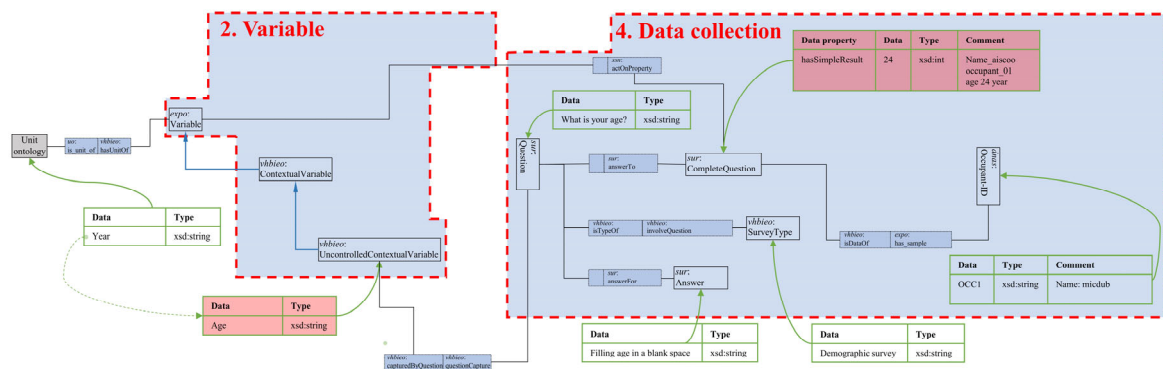 2. Variable
4. Data collection
Data property Data Type Comment
hasSimpleResult 24 xsd:int Name_aiscoo
occupant_01
age 24 year
sur:
actOnProperty
Data Type
What is your age? xsd:string
expo:
Variable
Unit
ontology
uo:
is_unit_of
vhbieo:
hasUnitOf
sur:
Question
sur:
answerTo
sur:
CompleteQuestion
anas:
Occupant-ID
vhbieo:
ContextualVariable
Data Type
Year xsd:string
vhbieo:
isTypeOf
vhbieo:
involveQuestion
vhbieo:
SurveyType
vhbieo:
isDataOf
expo:
has_sample
vhbieo:
UncontrolledContextualVariable
sur:
answerFor
sur:
Answer
Data Type Comment
OCC1 xsd:string Name: micdub
Data Type
Age xsd:string
Data Type
Filling age in a blank space xsd:string
Data Type
Demographic survey xsd:string
vhbieo:
capturedByQuestion
vhbieo:
questionCapture